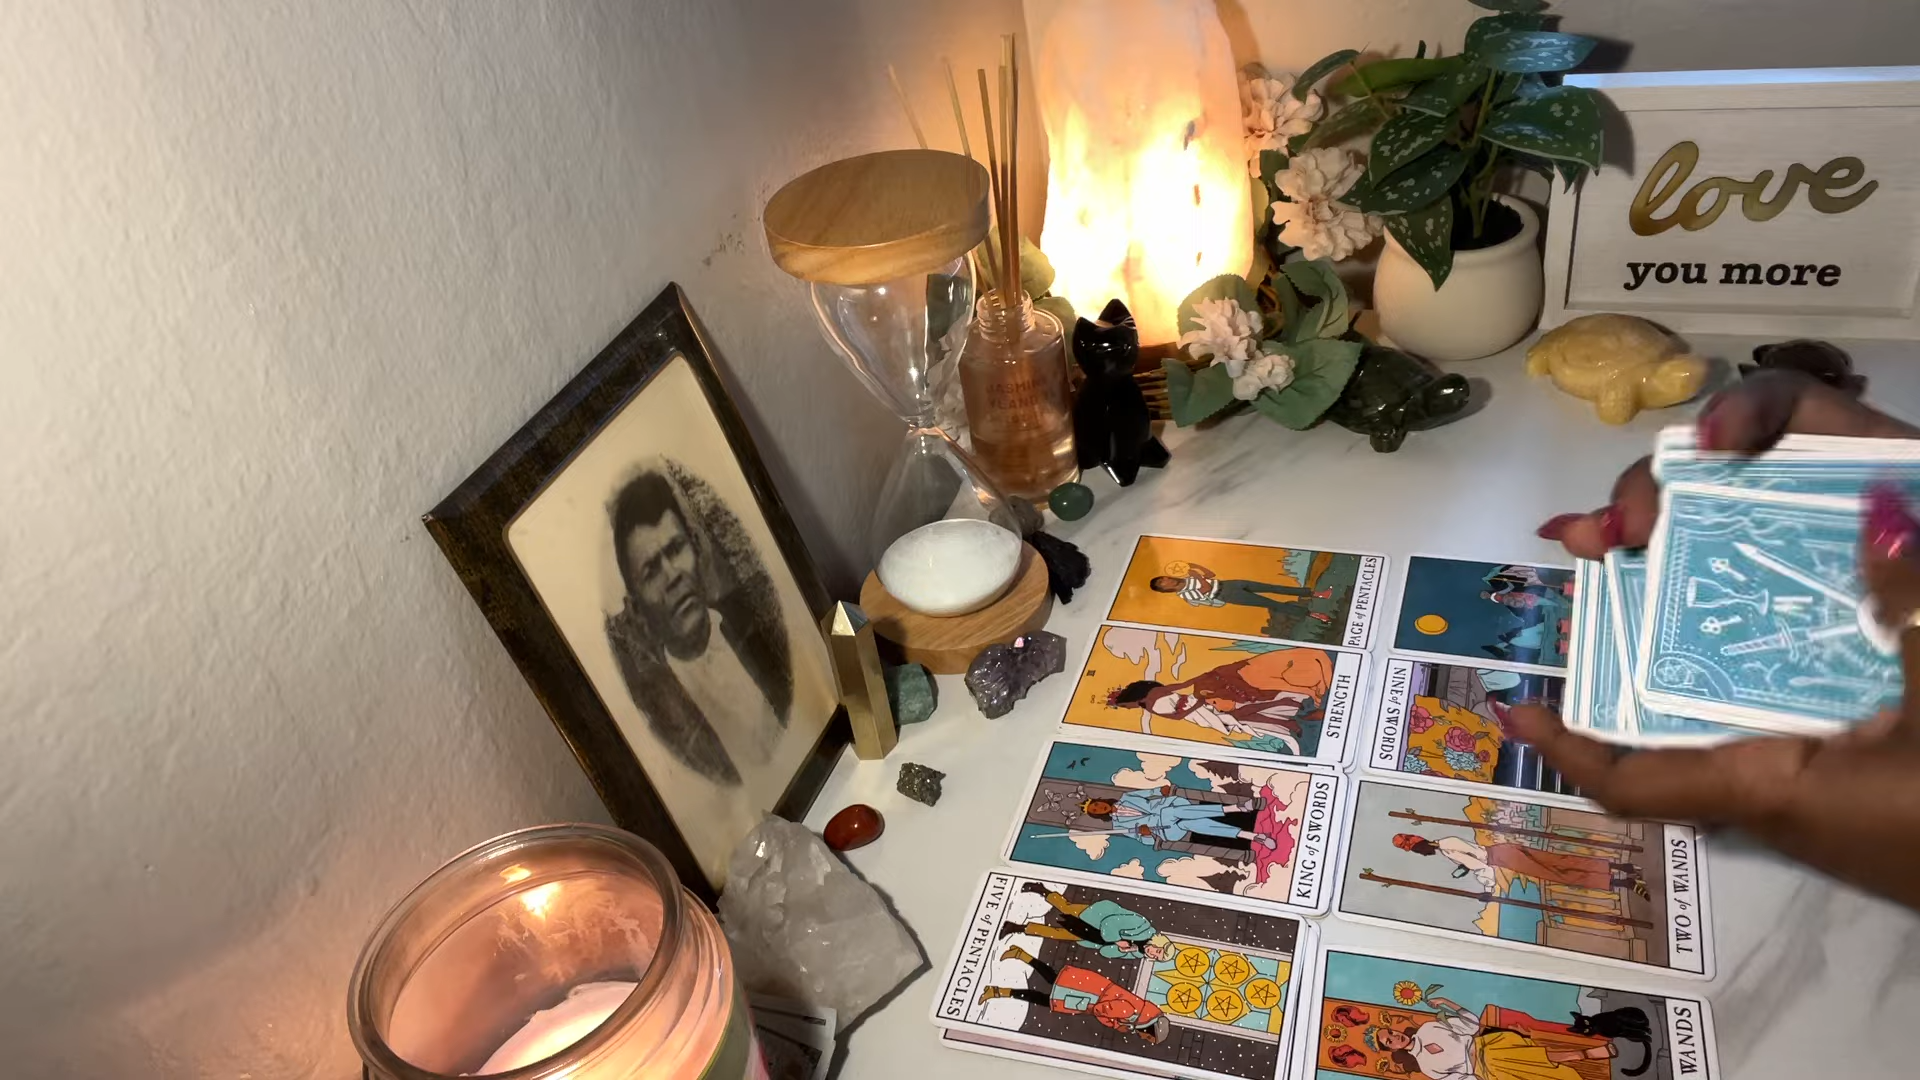 love
you more
JASMINE
PAGE of PENTACLES
STRENGTH
NINE of SWORDS
KING of SWORDS
TWO of WANDS
FIVE of PENTACLES
WANDS